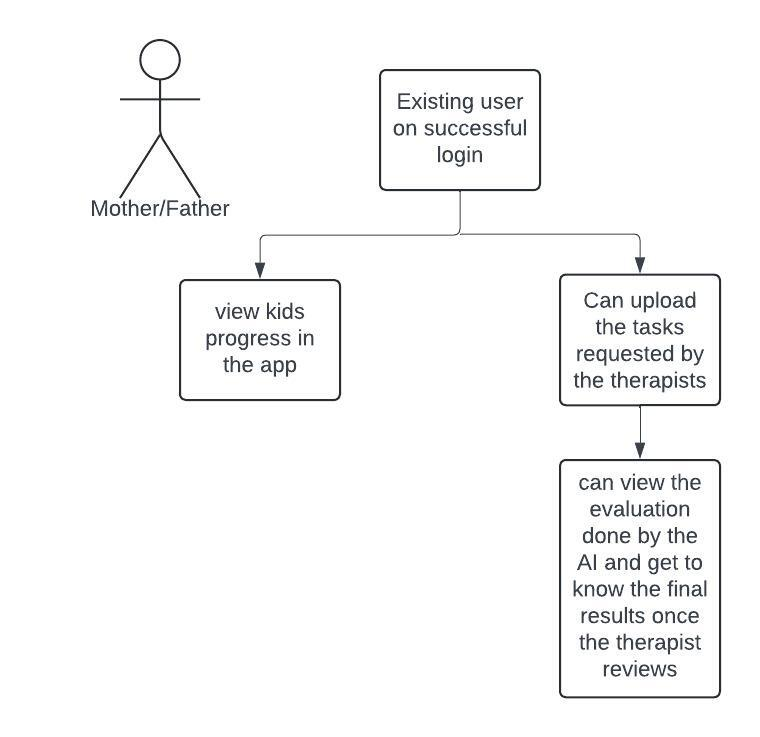 Existing user
on successful
login
Mother/Father
view kids
progress in
the app
Can upload
the tasks
requested by
the therapists
can view the
evaluation
done by the
AI and get to
know the final
results once
the therapist
reviews